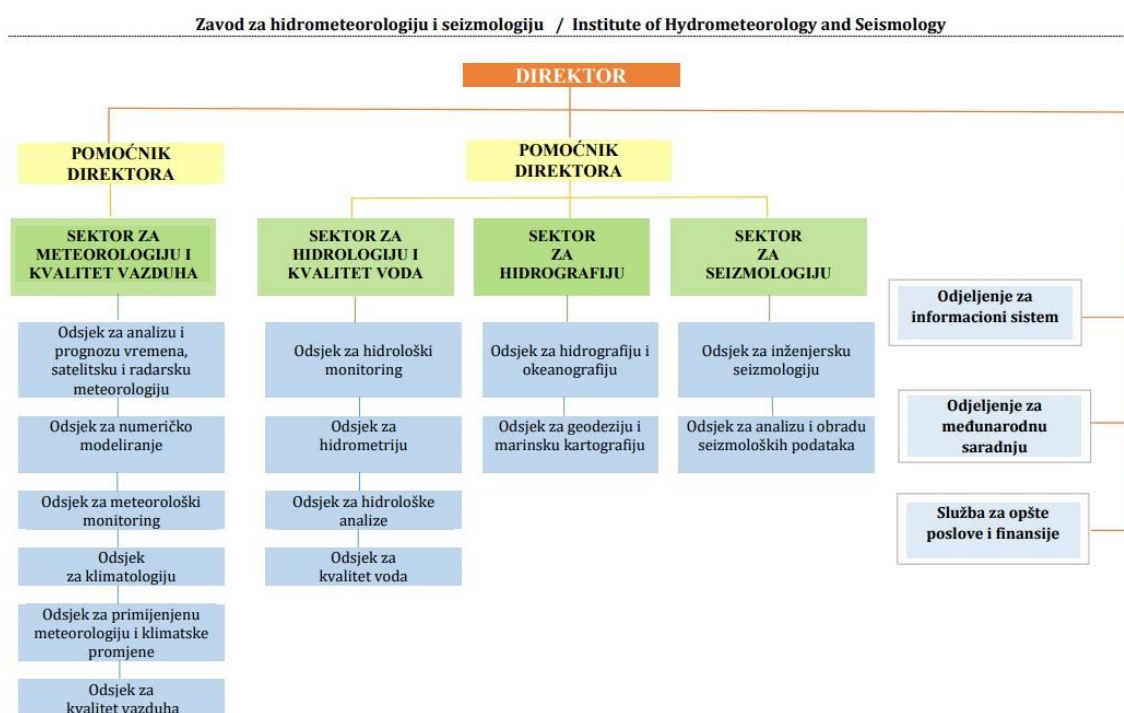 Zavod za hidrometeorologiju i seizmologiju / Institute of Hydrometeorology and Seismology
DIREKTOR
POMOĆNIK
DIREKTORA
POMOĆNIK
DIREKTORA
SEKTOR ZA
METEOROLOGIJU I
KVALITET VAZDUHA
SEKTOR ZA
HIDROLOGIJU I
KVALITET VODA
SEKTOR
ZA
HIDROGRAFIJU
SEKTOR
ZA
SEIZMOLOGIJU
Odsjek za analizu i
prognozu vremena,
satelitsku i radarsku
meteorologiju
Odsjek za numeričko
modeliranje
Odsjek za meteorološki
monitoring
Odsjek
za klimatologiju
Odsjek za primijenjenu
meteorologiju i klimatske
promjene
Odsjek za
kvalitet vazduha
Odsjek za hidrološki
monitoring
Odsjek za
hidrometriju
Odsjek za hidrološke
analize
Odsjek za
kvalitet voda
Odsjek za hidrografiju i
okeanografiju
Odsjek za geodeziju i
marinsku kartografiju
Odsjek za inženjersku
seizmologiju
Odsjek za analizu i obradu
seizmoloških podataka
Odjeljenje za
informacioni sistem
Odjeljenje za
međunarodnu
saradnju
Služba za opšte
poslove i finansije